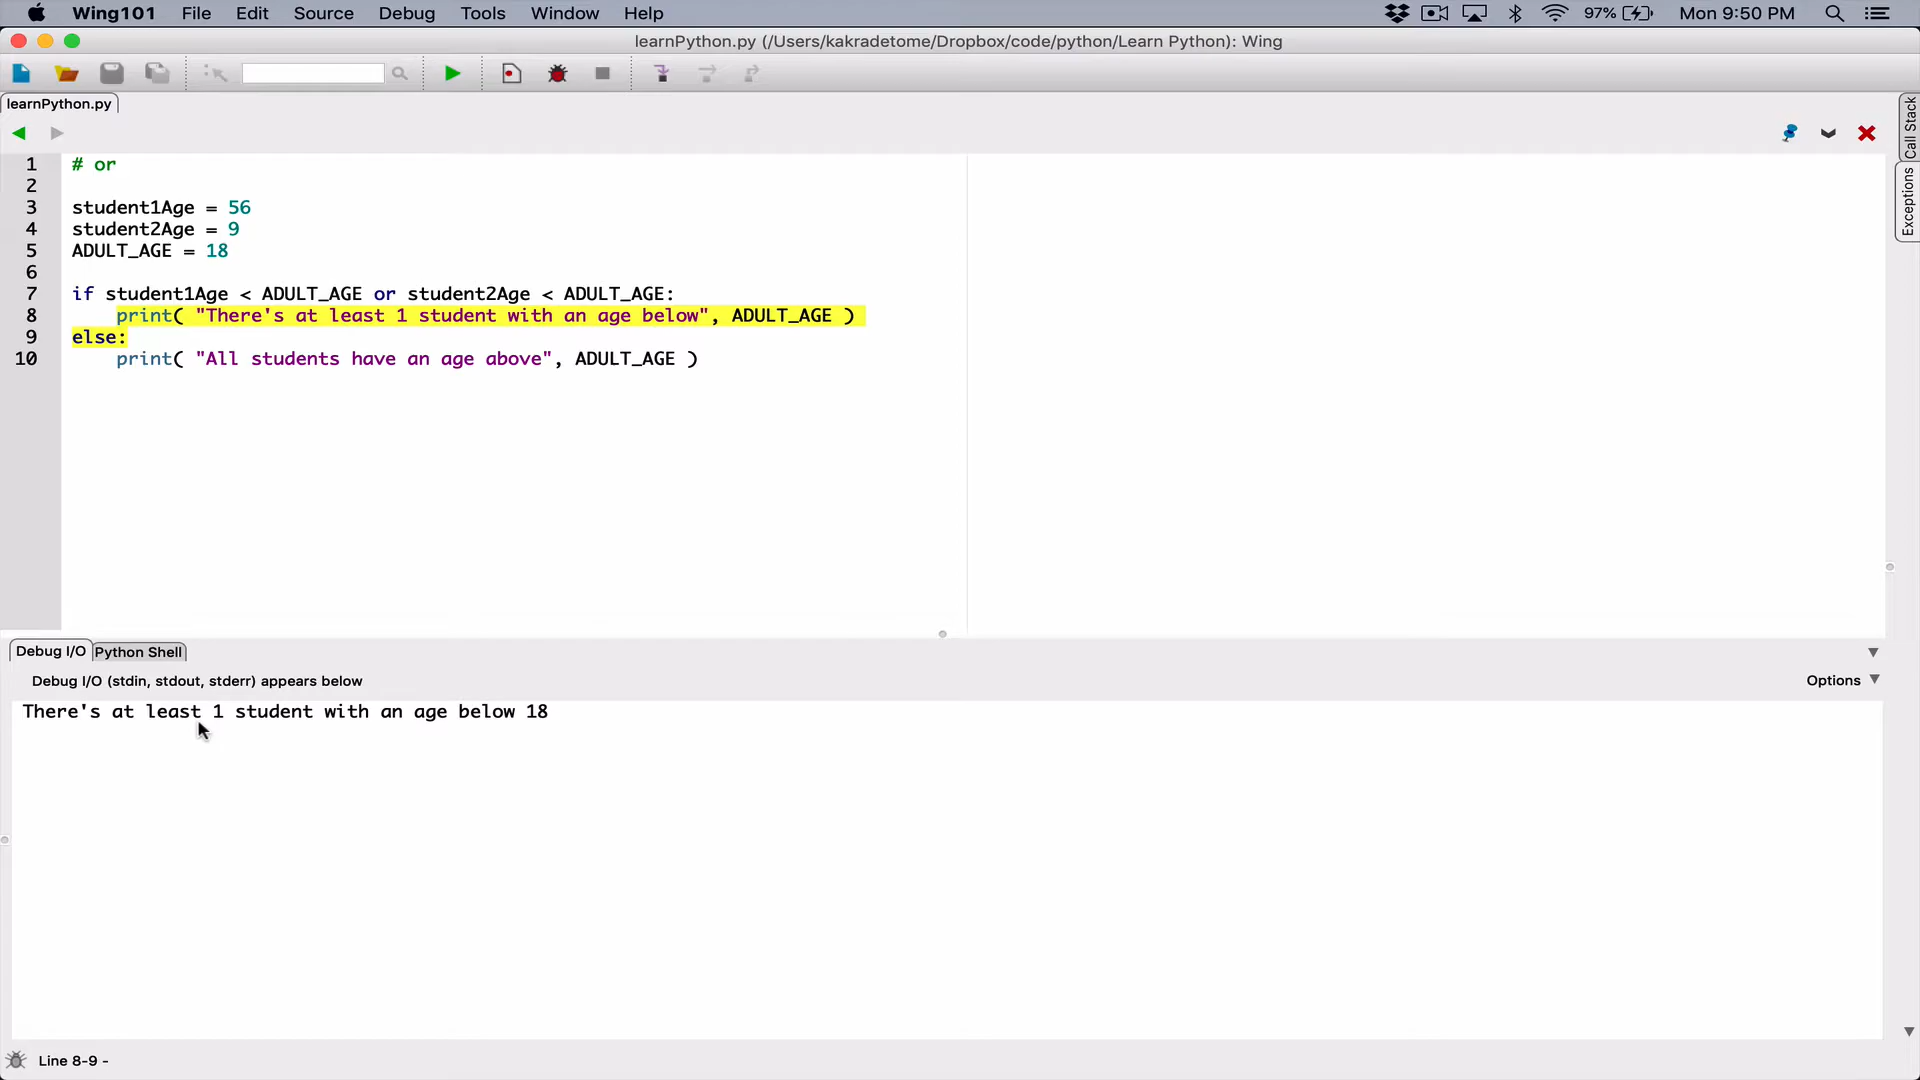 Wing101 File Edit Source Debug Tools Window Help 97% Mon 9:50 PM
learnPython.py (/Users/kakradetome/Dropbox/code/python/Learn Python): Wing
learnPython.py
Call Stack
Exceptions
1 # or
2
3 student1Age = 56
4 student2Age = 9
5 ADULT_AGE = 18
6
7 if student1Age < ADULT_AGE or student2Age < ADULT_AGE:
8 print( "There's at least 1 student with an age below", ADULT_AGE )
9 else:
10 print( "All students have an age above", ADULT_AGE )
Debug I/O Python Shell
Debug I/O (stdin, stdout, stderr) appears below Options
There's at least 1 student with an age below 18
Line 8-9 -